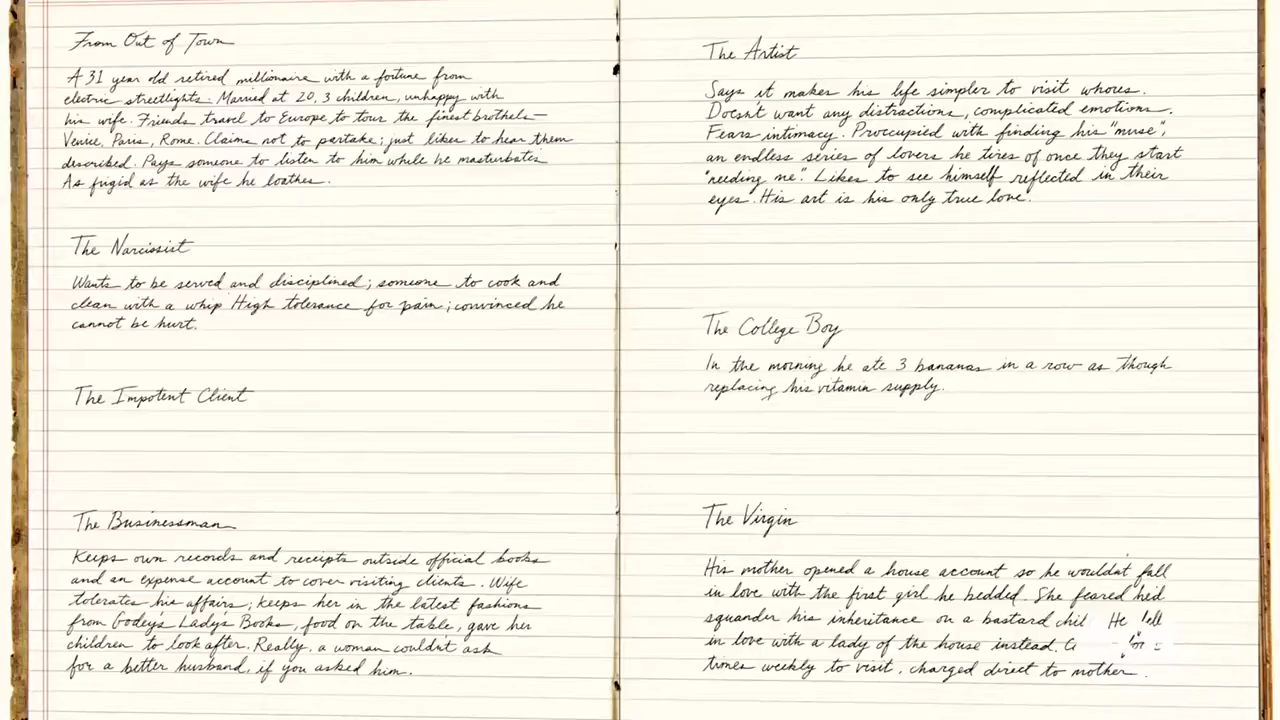 From Out of Town
A 31 year old retired millionaire with a fortune from
electric streetlights. Married at 20, 3 children, unhappy with
his wife. Friends travel to Europe to tour the finest brothels—
Venice, Paris, Rome. Claims not to partake; just likes to hear them
described. Pays someone to listen to him while he masturbates
As frigid as the wife he loathes.
The Narcissist
Wants to be served and disciplined; someone to cook and
clean with a whip High tolerance for pain; convinced he
cannot be hurt.
The Impotent Client
The Businessman
Keeps own records and receipts outside official books
and an expense account to cover visiting clients. Wife
tolerates his affairs; keeps her in the latest fashions
from Godey's Lady's Books, food on the table, gave her
children to look after. Really, a woman couldn't ask
for a better husband, if you asked him.
The Artist
Says it makes his life simpler to visit whores.
Doesn't want any distractions, complicated emotions.
Fears intimacy. Preoccupied with finding his "muse",
an endless series of lovers he tires of once they start
"needing me". Likes to see himself reflected in their
eyes. His art is his only true love.
The College Boy
In the morning he ate 3 bananas in a row as though
replacing his vitamin supply.
The Virgin
His mother opened a house account so he wouldn't fall
in love with the first girl he bedded. She feared he'd
squander his inheritance on a bastard He fell
in love with a lady of the house instead.
times weekly to visit, charged direct to mother.